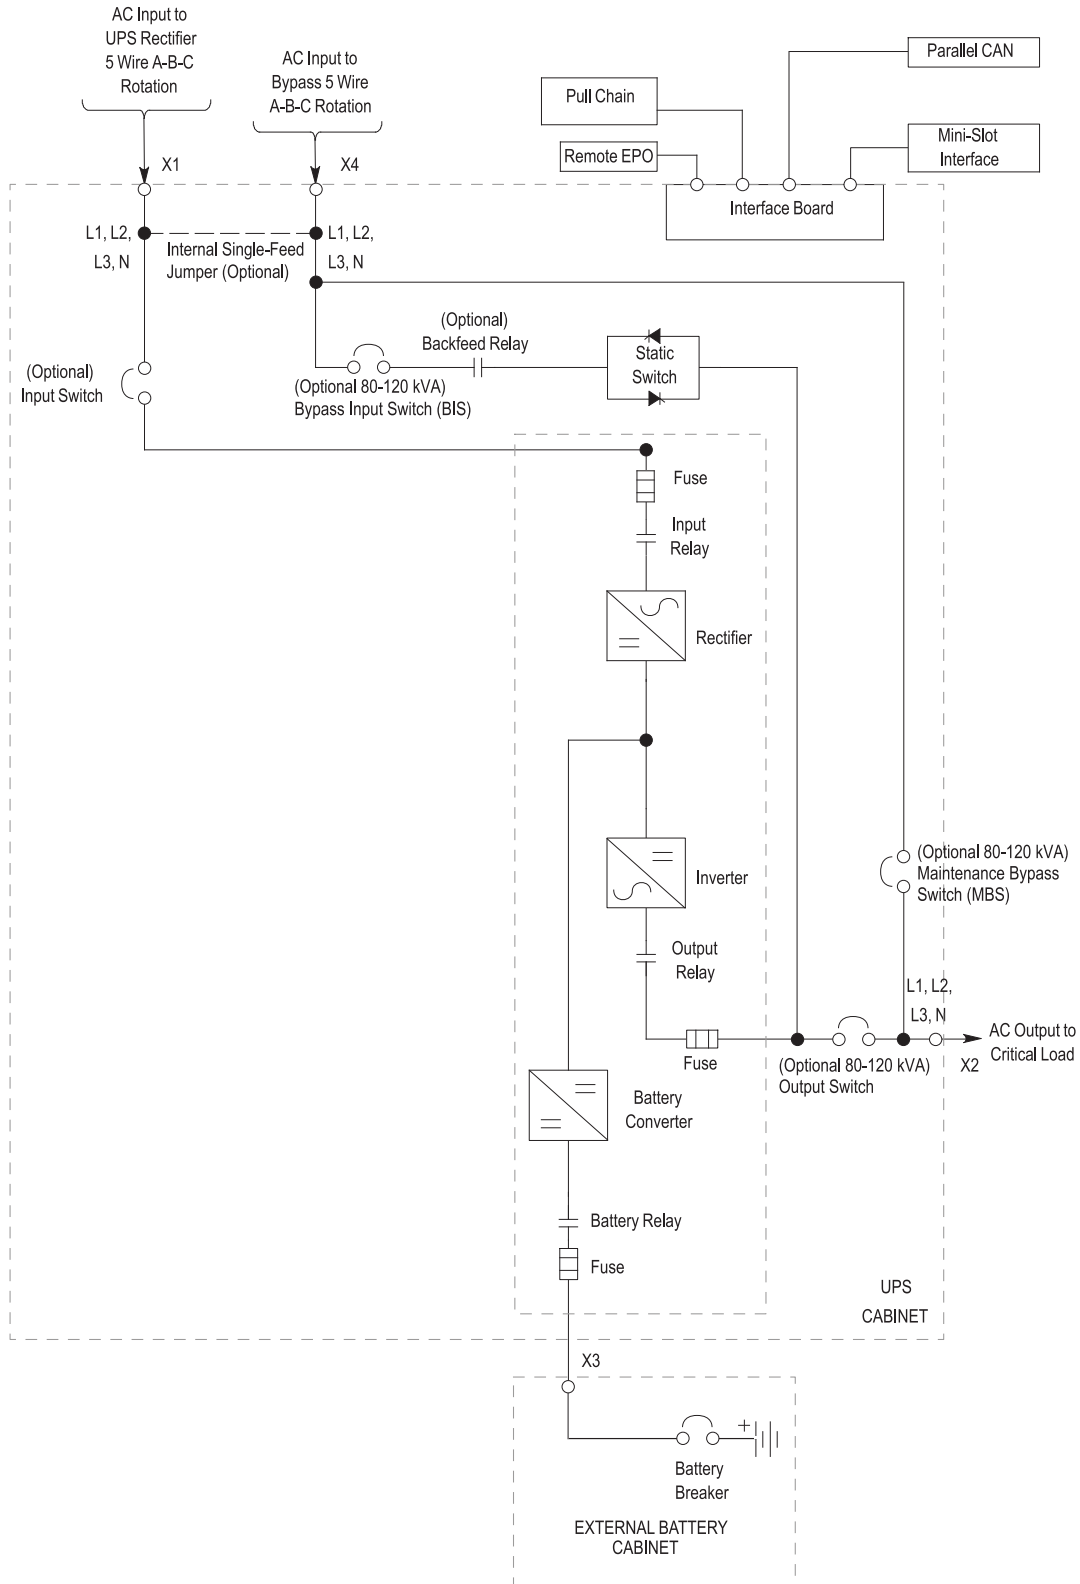 AC Input to
UPS Rectifier
5 Wire A-B-C
Rotation
AC Input to
Bypass 5 Wire
A-B-C Rotation
Parallel CAN
Pull Chain
Mini-Slot
Interface
Remote EPO
X1
X4
Interface Board
L1, L2,
L3, N
Internal Single-Feed
Jumper (Optional)
L1, L2,
L3, N
(Optional)
Backfeed Relay
Static
Switch
(Optional)
Input Switch
(Optional 80-120 kVA)
Bypass Input Switch (BIS)
Fuse
Input
Relay
Rectifier
Inverter
(Optional 80-120 kVA)
Maintenance Bypass
Switch (MBS)
Output
Relay
L1, L2,
L3, N
AC Output to
Critical Load
X2
Fuse
(Optional 80-120 kVA)
Output Switch
Battery
Converter
Battery Relay
Fuse
UPS
CABINET
X3
+
Battery
Breaker
EXTERNAL BATTERY
CABINET